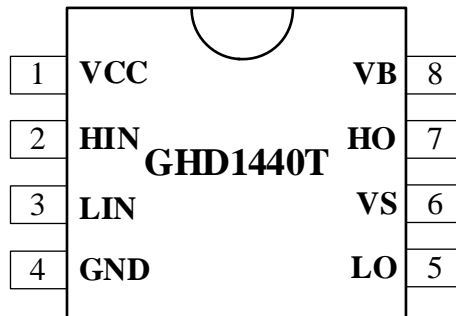 1 VCC VB 8
2 HIN HO 7
GHD1440T
3 LIN VS 6
4 GND LO 5